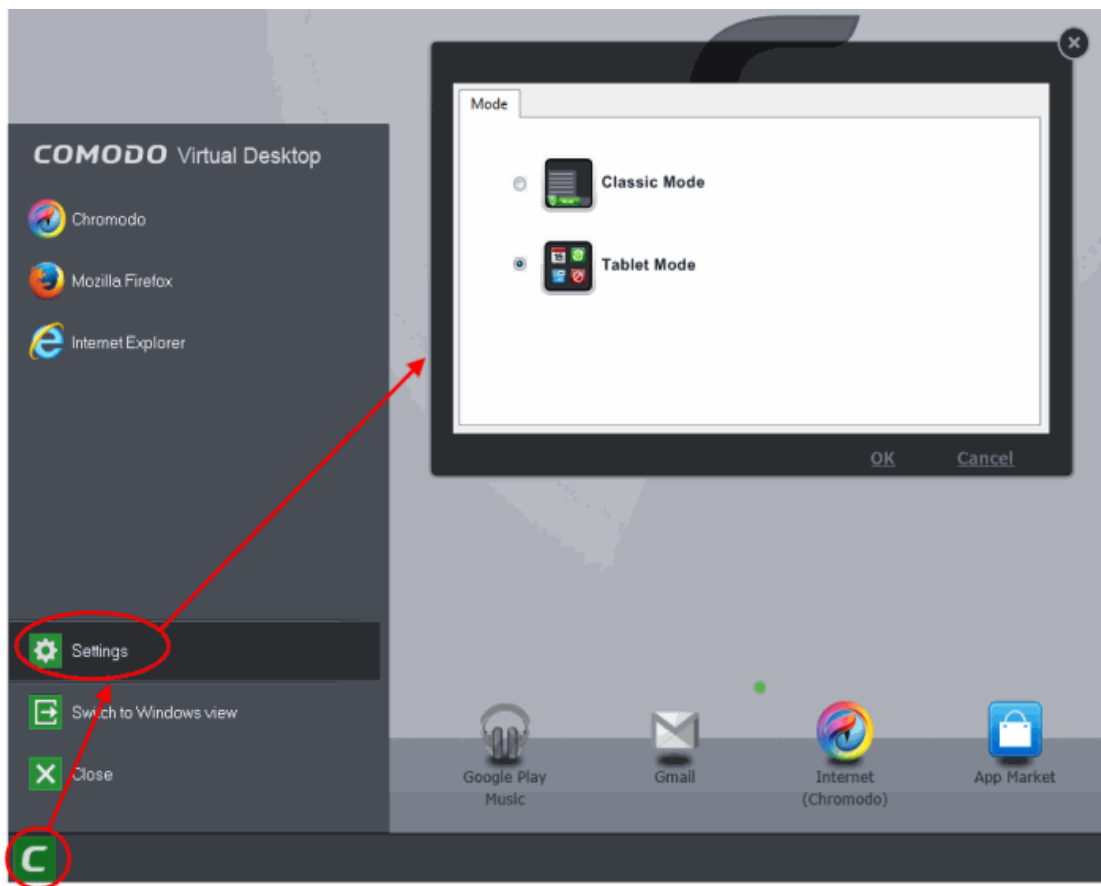 Mode
Classic Mode
Tablet Mode
OK Cancel
COMODO Virtual Desktop
Chromodo
Mozilla Firefox
Internet Explorer
Settings
Switch to Windows view
Close
Google Play
Music
Gmail
Internet
(Chromodo)
App Market
C